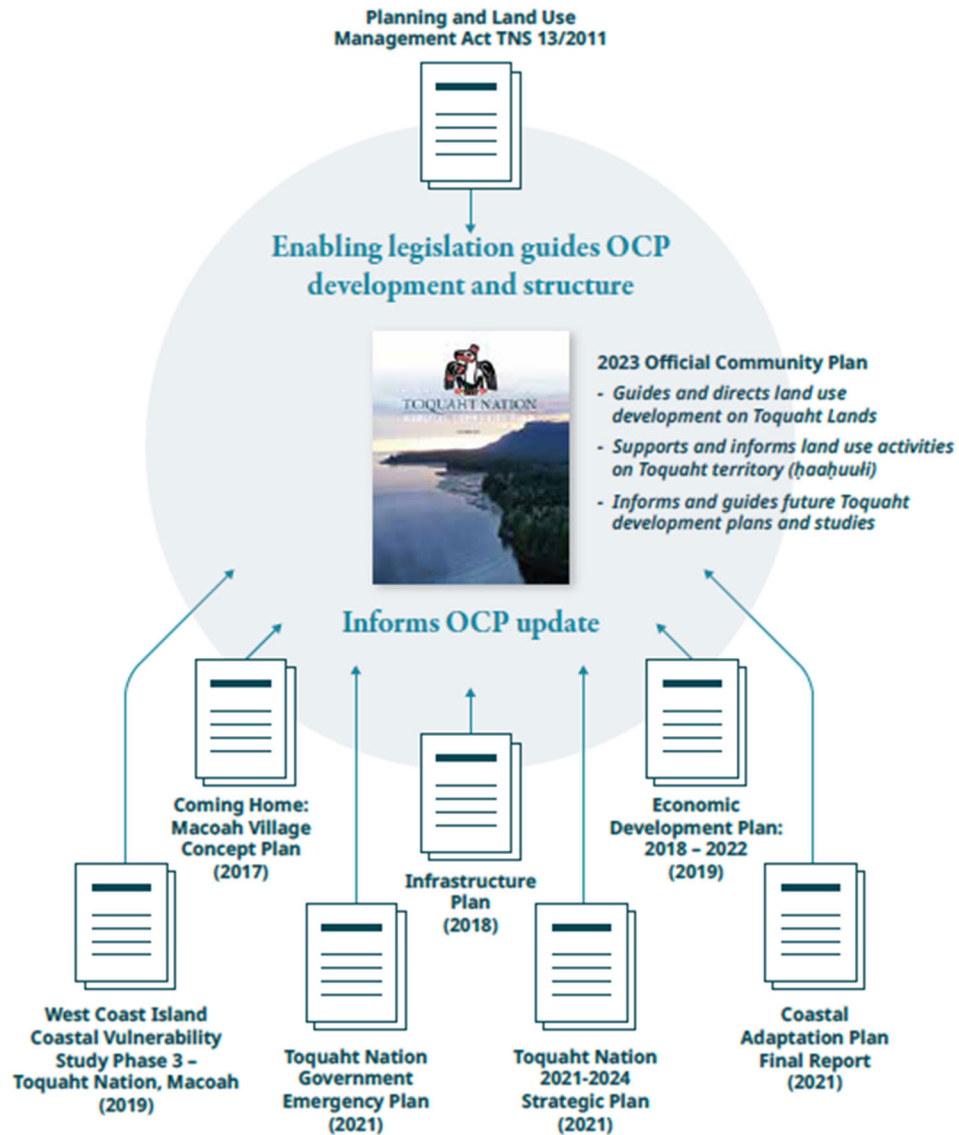 Planning and Land Use
Management Act TNS 13/2011
Enabling legislation guides OCP
development and structure
TOQUAHT NATION
2023 Official Community Plan
- Guides and directs land use
development on Toquaht Lands
- Supports and informs land use activities
on Toquaht territory (ḥaaḥuułi)
- Informs and guides future Toquaht
development plans and studies
Informs OCP update
Coming Home:
Macoah Village
Concept Plan
(2017)
Economic
Development Plan:
2018 – 2022
(2019)
Infrastructure
Plan
(2018)
West Coast Island
Coastal Vulnerability
Study Phase 3 –
Toquaht Nation, Macoah
(2019)
Toquaht Nation
Government
Emergency Plan
(2021)
Toquaht Nation
2021-2024
Strategic Plan
(2021)
Coastal
Adaptation Plan
Final Report
(2021)